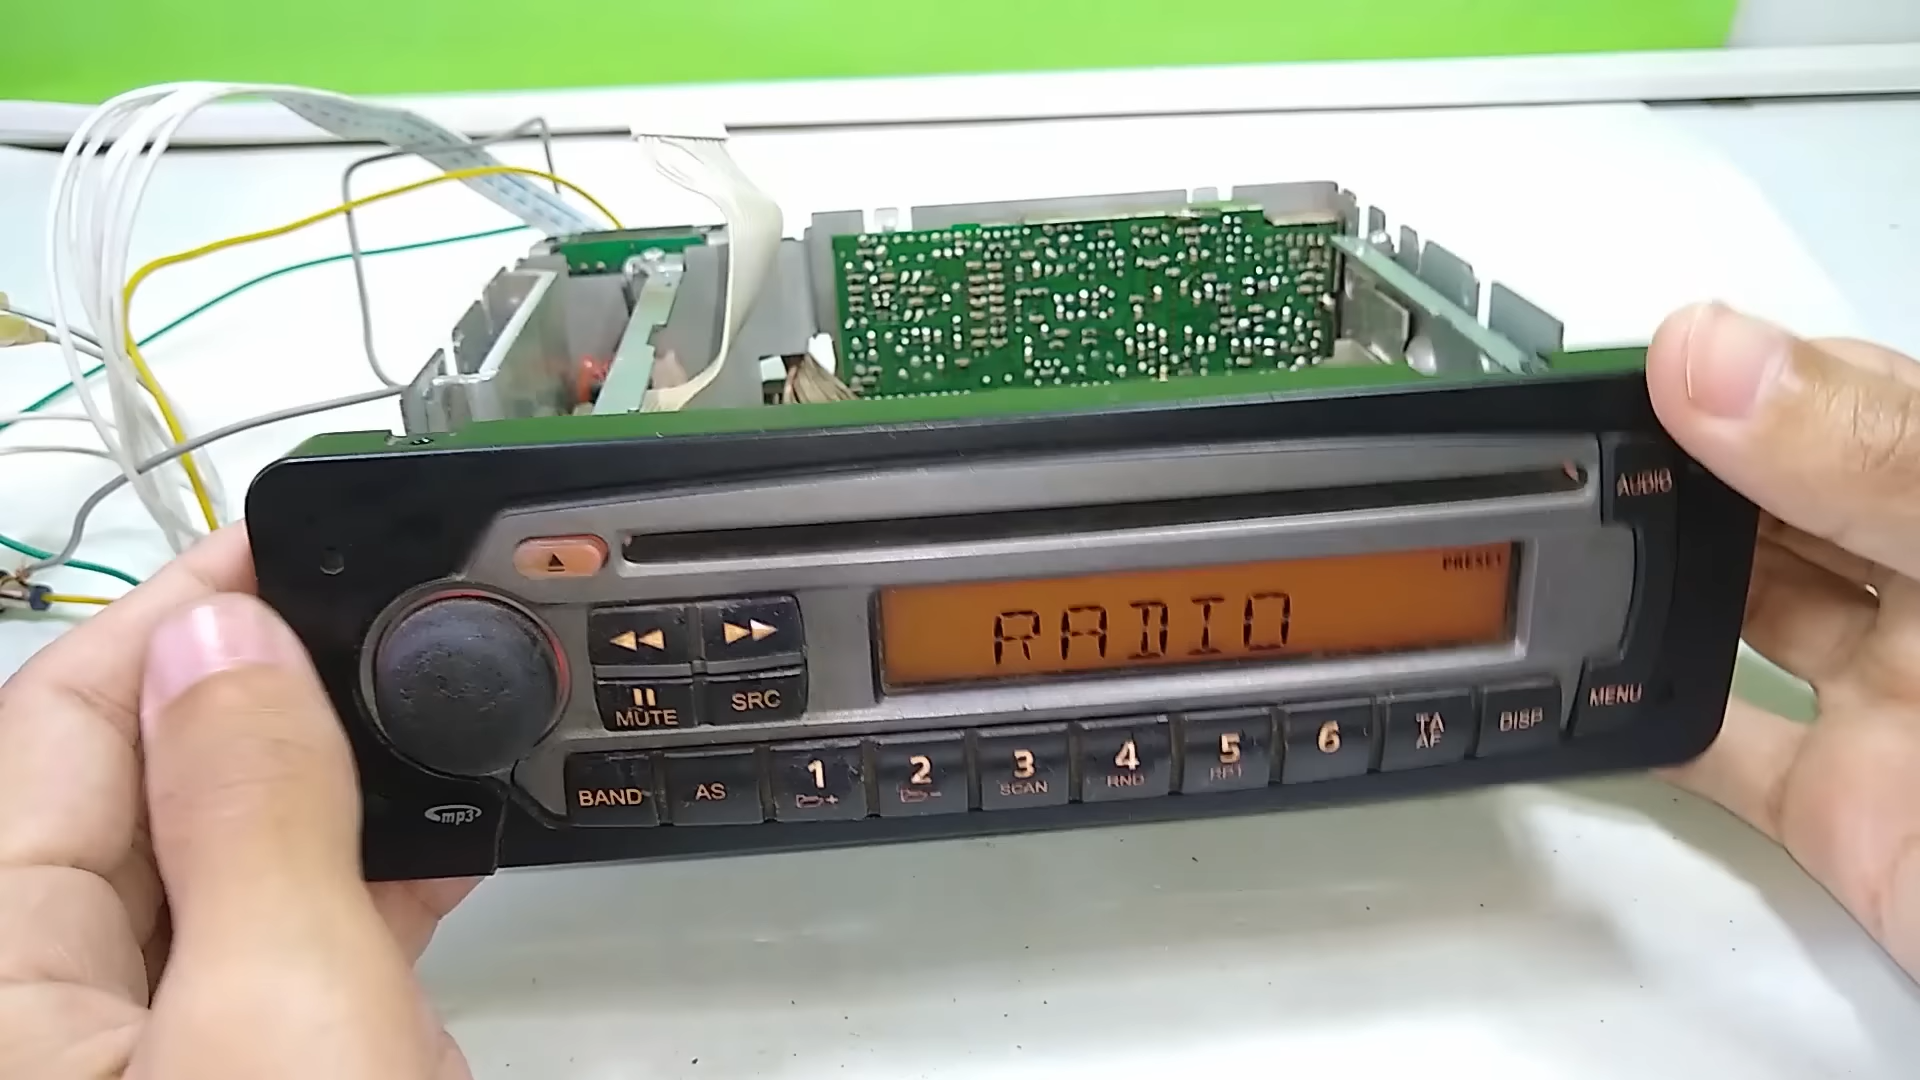 AUDIO
PRESET
RADIO
MUTE
SRC
MENU
BAND
AS
1
2
3
SCAN
4
RND
5
RPT
6
TA
AF
DISP
mp3